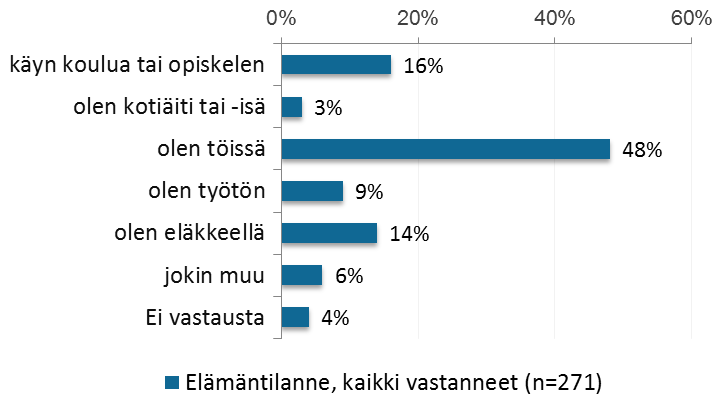 0% 20% 40% 60%
käyn koulua tai opiskelen 16%
olen kotiäiti tai -isä 3%
olen töissä 48%
olen työtön 9%
olen eläkkeellä 14%
jokin muu 6%
Ei vastausta 4%
Elämäntilanne, kaikki vastanneet (n=271)